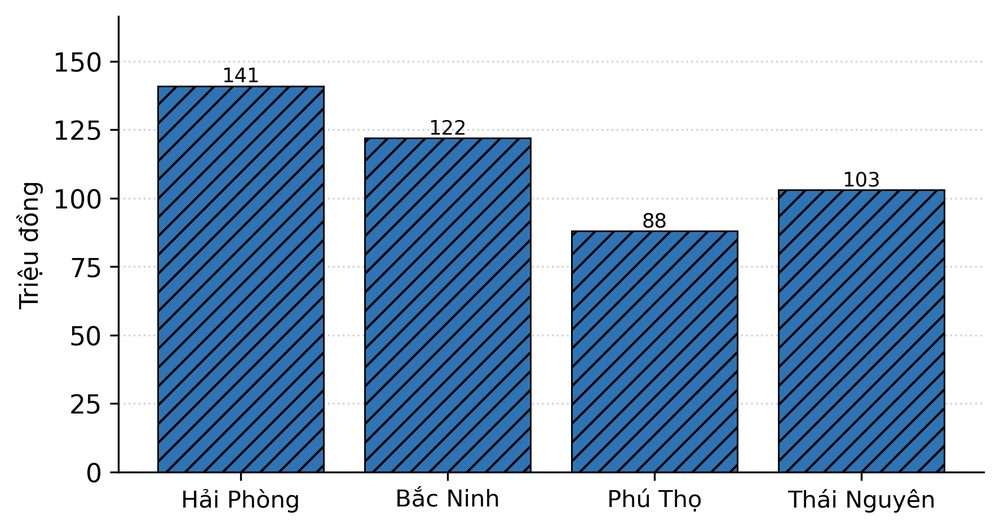 Triệu đồng
150
125
100
75
50
25
0
141
122
88
103
Hải Phòng
Bắc Ninh
Phú Thọ
Thái Nguyên